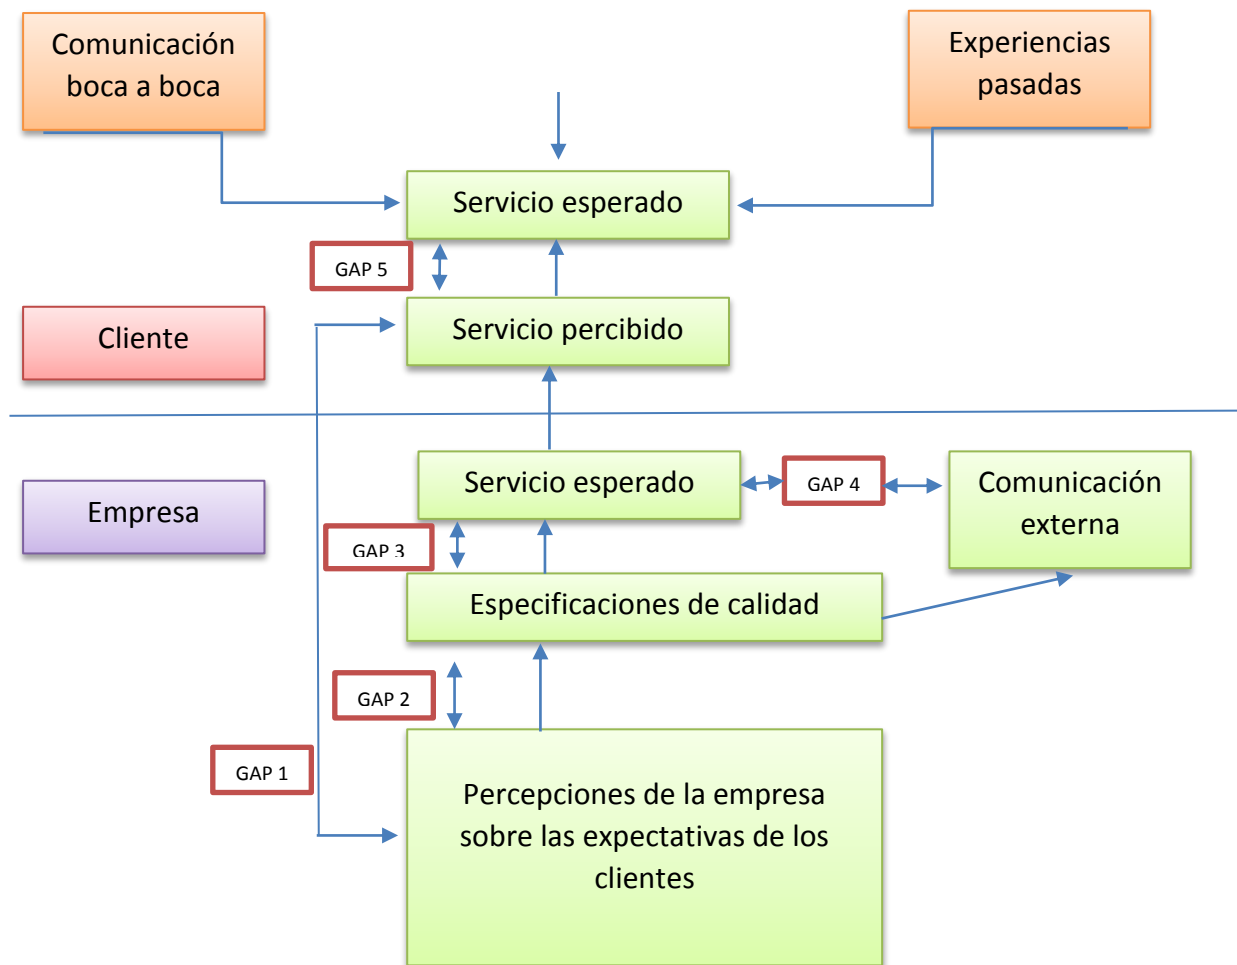 Comunicación
boca a boca
Experiencias
pasadas
Servicio esperado
GAP 5
Servicio percibido
Cliente
Servicio esperado
GAP 4
Comunicación
externa
Empresa
GAP 3
Especificaciones de calidad
GAP 2
GAP 1
Percepciones de la empresa
sobre las expectativas de los
clientes